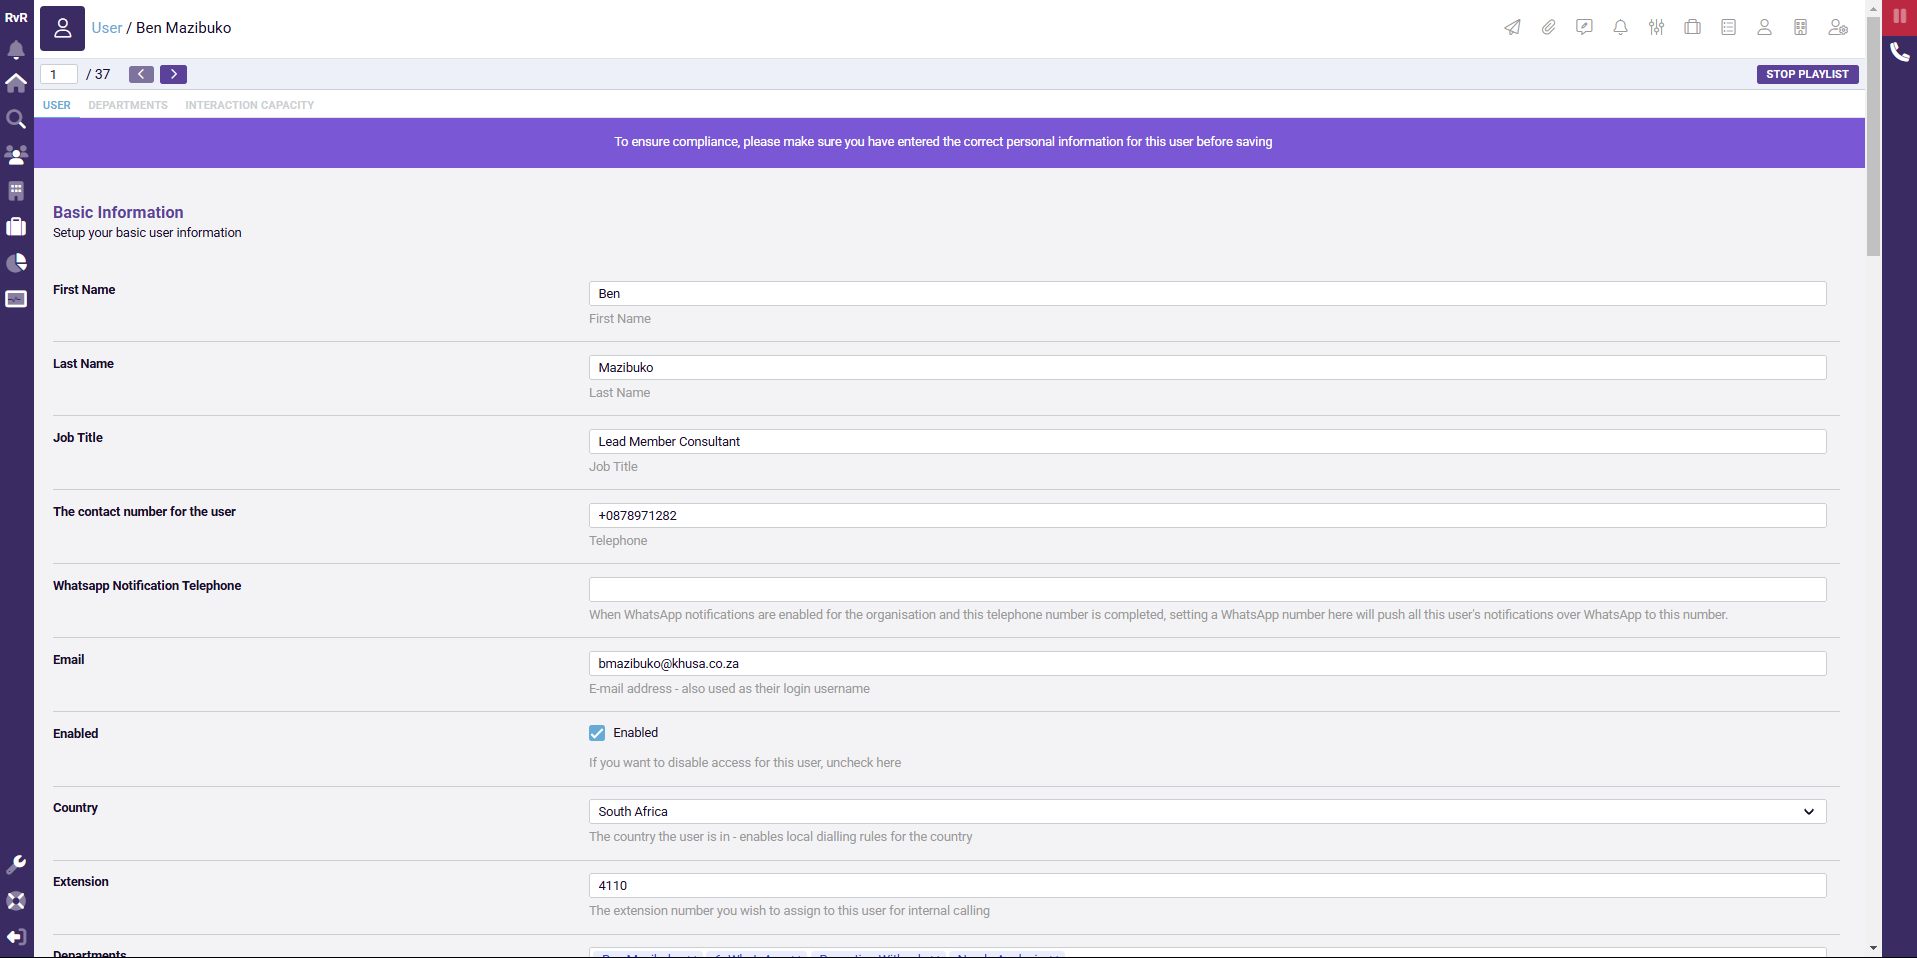 RvR
User / Ben Mazibuko
1 / 37
STOP PLAYLIST
USER DEPARTMENTS INTERACTION CAPACITY
To ensure compliance, please make sure you have entered the correct personal information for this user before saving
Basic Information
Setup your basic user information
First Name
Ben
First Name
Last Name
Mazibuko
Last Name
Job Title
Lead Member Consultant
Job Title
The contact number for the user
+0878971282
Telephone
Whatsapp Notification Telephone
When WhatsApp notifications are enabled for the organisation and this telephone number is completed, setting a WhatsApp number here will push all this user's notifications over WhatsApp to this number.
Email
bmazibuko@khusa.co.za
E-mail address - also used as their login username
Enabled
Enabled
If you want to disable access for this user, uncheck here
Country
South Africa
The country the user is in - enables local dialling rules for the country
Extension
4110
The extension number you wish to assign to this user for internal calling
Departments